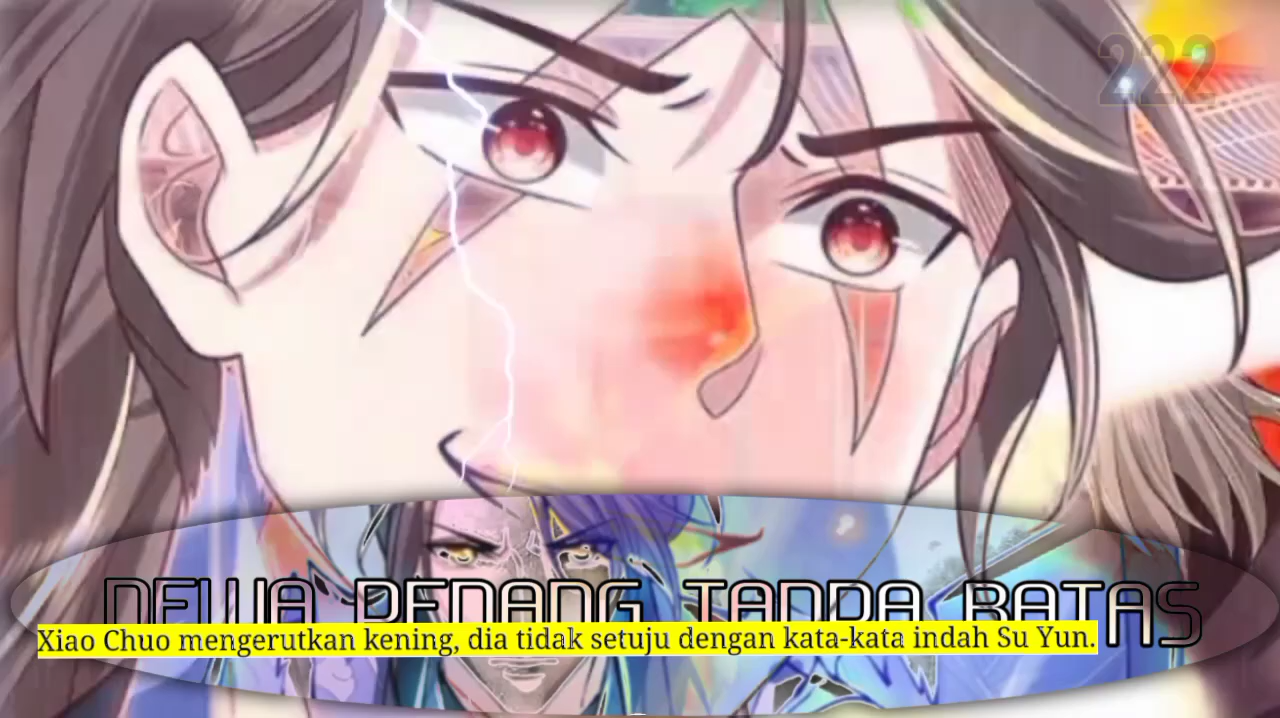 222
DEWA PEDANG TANPA BATAS
Xiao Chuo mengerutkan kening, dia tidak setuju dengan kata-kata indah Su Yun.